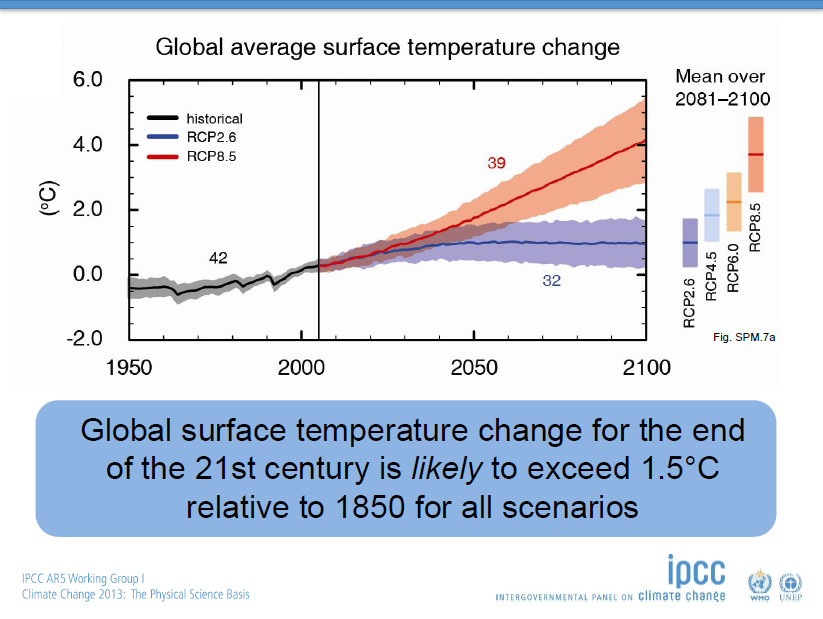 Global average surface temperature change
6.0
4.0
2.0
0.0
-2.0
(°C)
historical
RCP2.6
RCP8.5
42
39
32
1950
2000
2050
2100
Mean over
2081–2100
RCP2.6
RCP4.5
RCP6.0
RCP8.5
Fig. SPM.7a
Global surface temperature change for the end
of the 21st century is likely to exceed 1.5°C
relative to 1850 for all scenarios
IPCC AR5 Working Group I
Climate Change 2013: The Physical Science Basis
ipcc
INTERGOVERNMENTAL PANEL ON climate change
WMO
UNEP